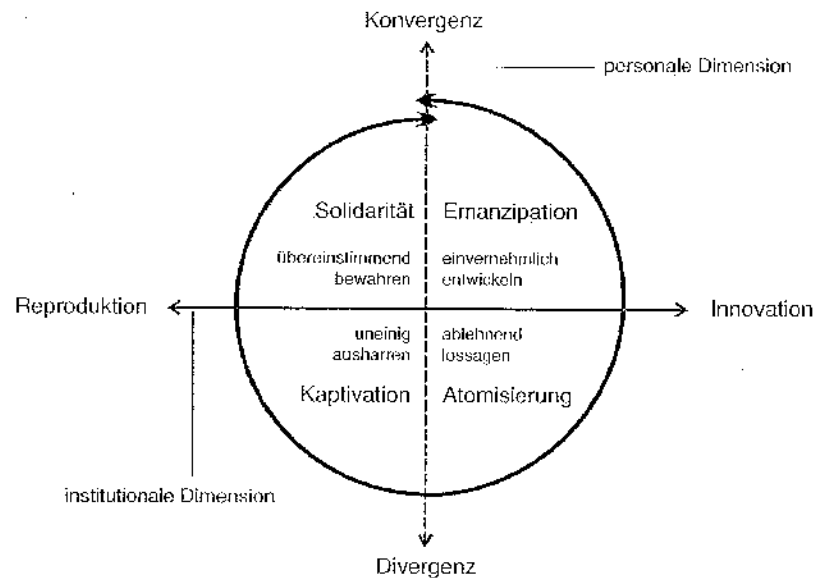 Konvergenz
personale Dimension
Solidarität
Emanzipation
übereinstimmend
bewahren
einvernehmlich
entwickeln
Reproduktion
Innovation
uneinig
ausharren
ablehnend
lossagen
Kaptivation
Atomisierung
institutionale Dimension
Divergenz